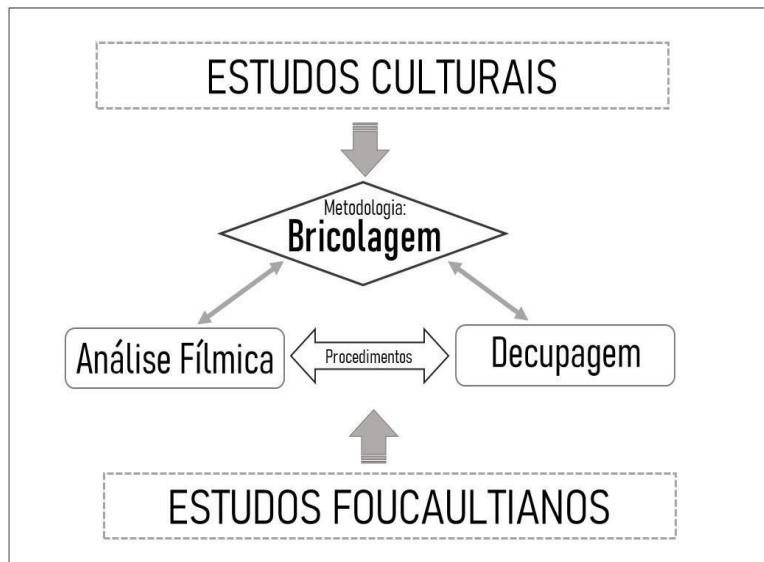 ESTUDOS CULTURAIS
Metodologia:
Bricolagem
Análise Fílmica
Procedimentos
Decupagem
ESTUDOS FOUCAULTIANOS